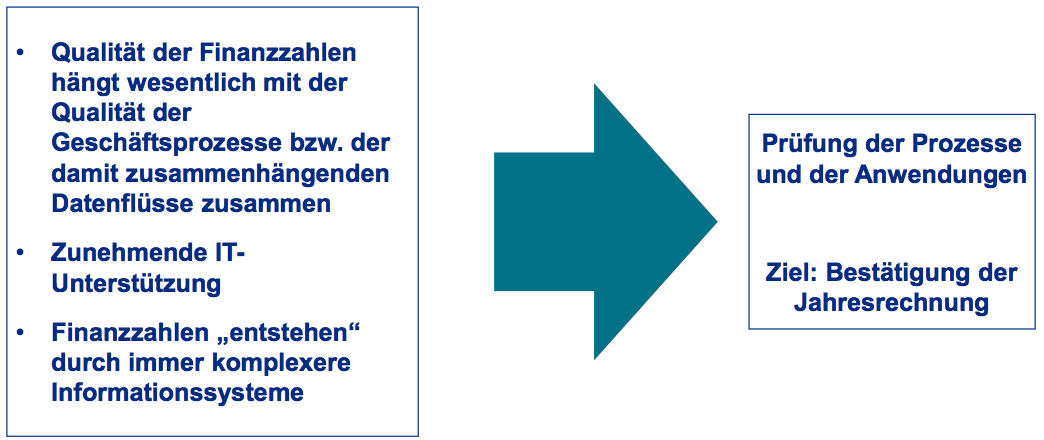 • Qualität der Finanzzahlen
hängt wesentlich mit der
Qualität der
Geschäftsprozesse bzw. der
damit zusammenhängenden
Datenflüsse zusammen
• Zunehmende IT-
Unterstützung
• Finanzzahlen „entstehen“
durch immer komplexere
Informationssysteme
Prüfung der Prozesse
und der Anwendungen
Ziel: Bestätigung der
Jahresrechnung